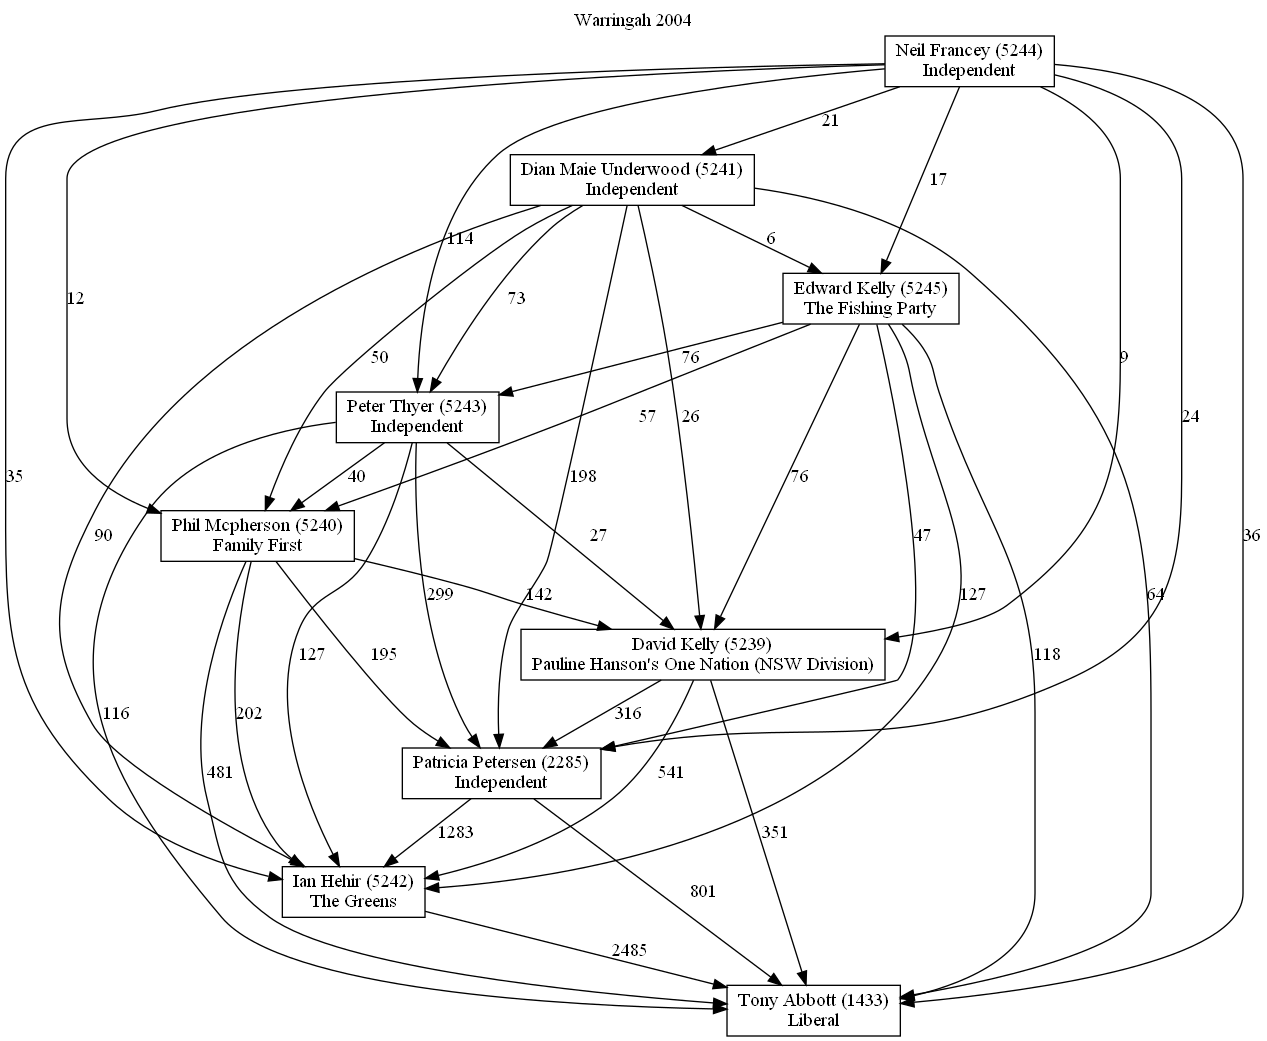 Warringah 2004
Neil Francey (5244)
Independent
21
17
Dian Maie Underwood (5241)
Independent
114
6
12
73
Edward Kelly (5245)
The Fishing Party
50
76
9
Peter Thyer (5243)
Independent
57
26
24
35
40
198
76
Phil Mcpherson (5240)
Family First
90
27
47
36
299
142
127
64
David Kelly (5239)
Pauline Hanson's One Nation (NSW Division)
127
195
118
116
202
316
Patricia Petersen (2285)
Independent
481
541
1283
351
Ian Hehir (5242)
The Greens
801
2485
Tony Abbott (1433)
Liberal